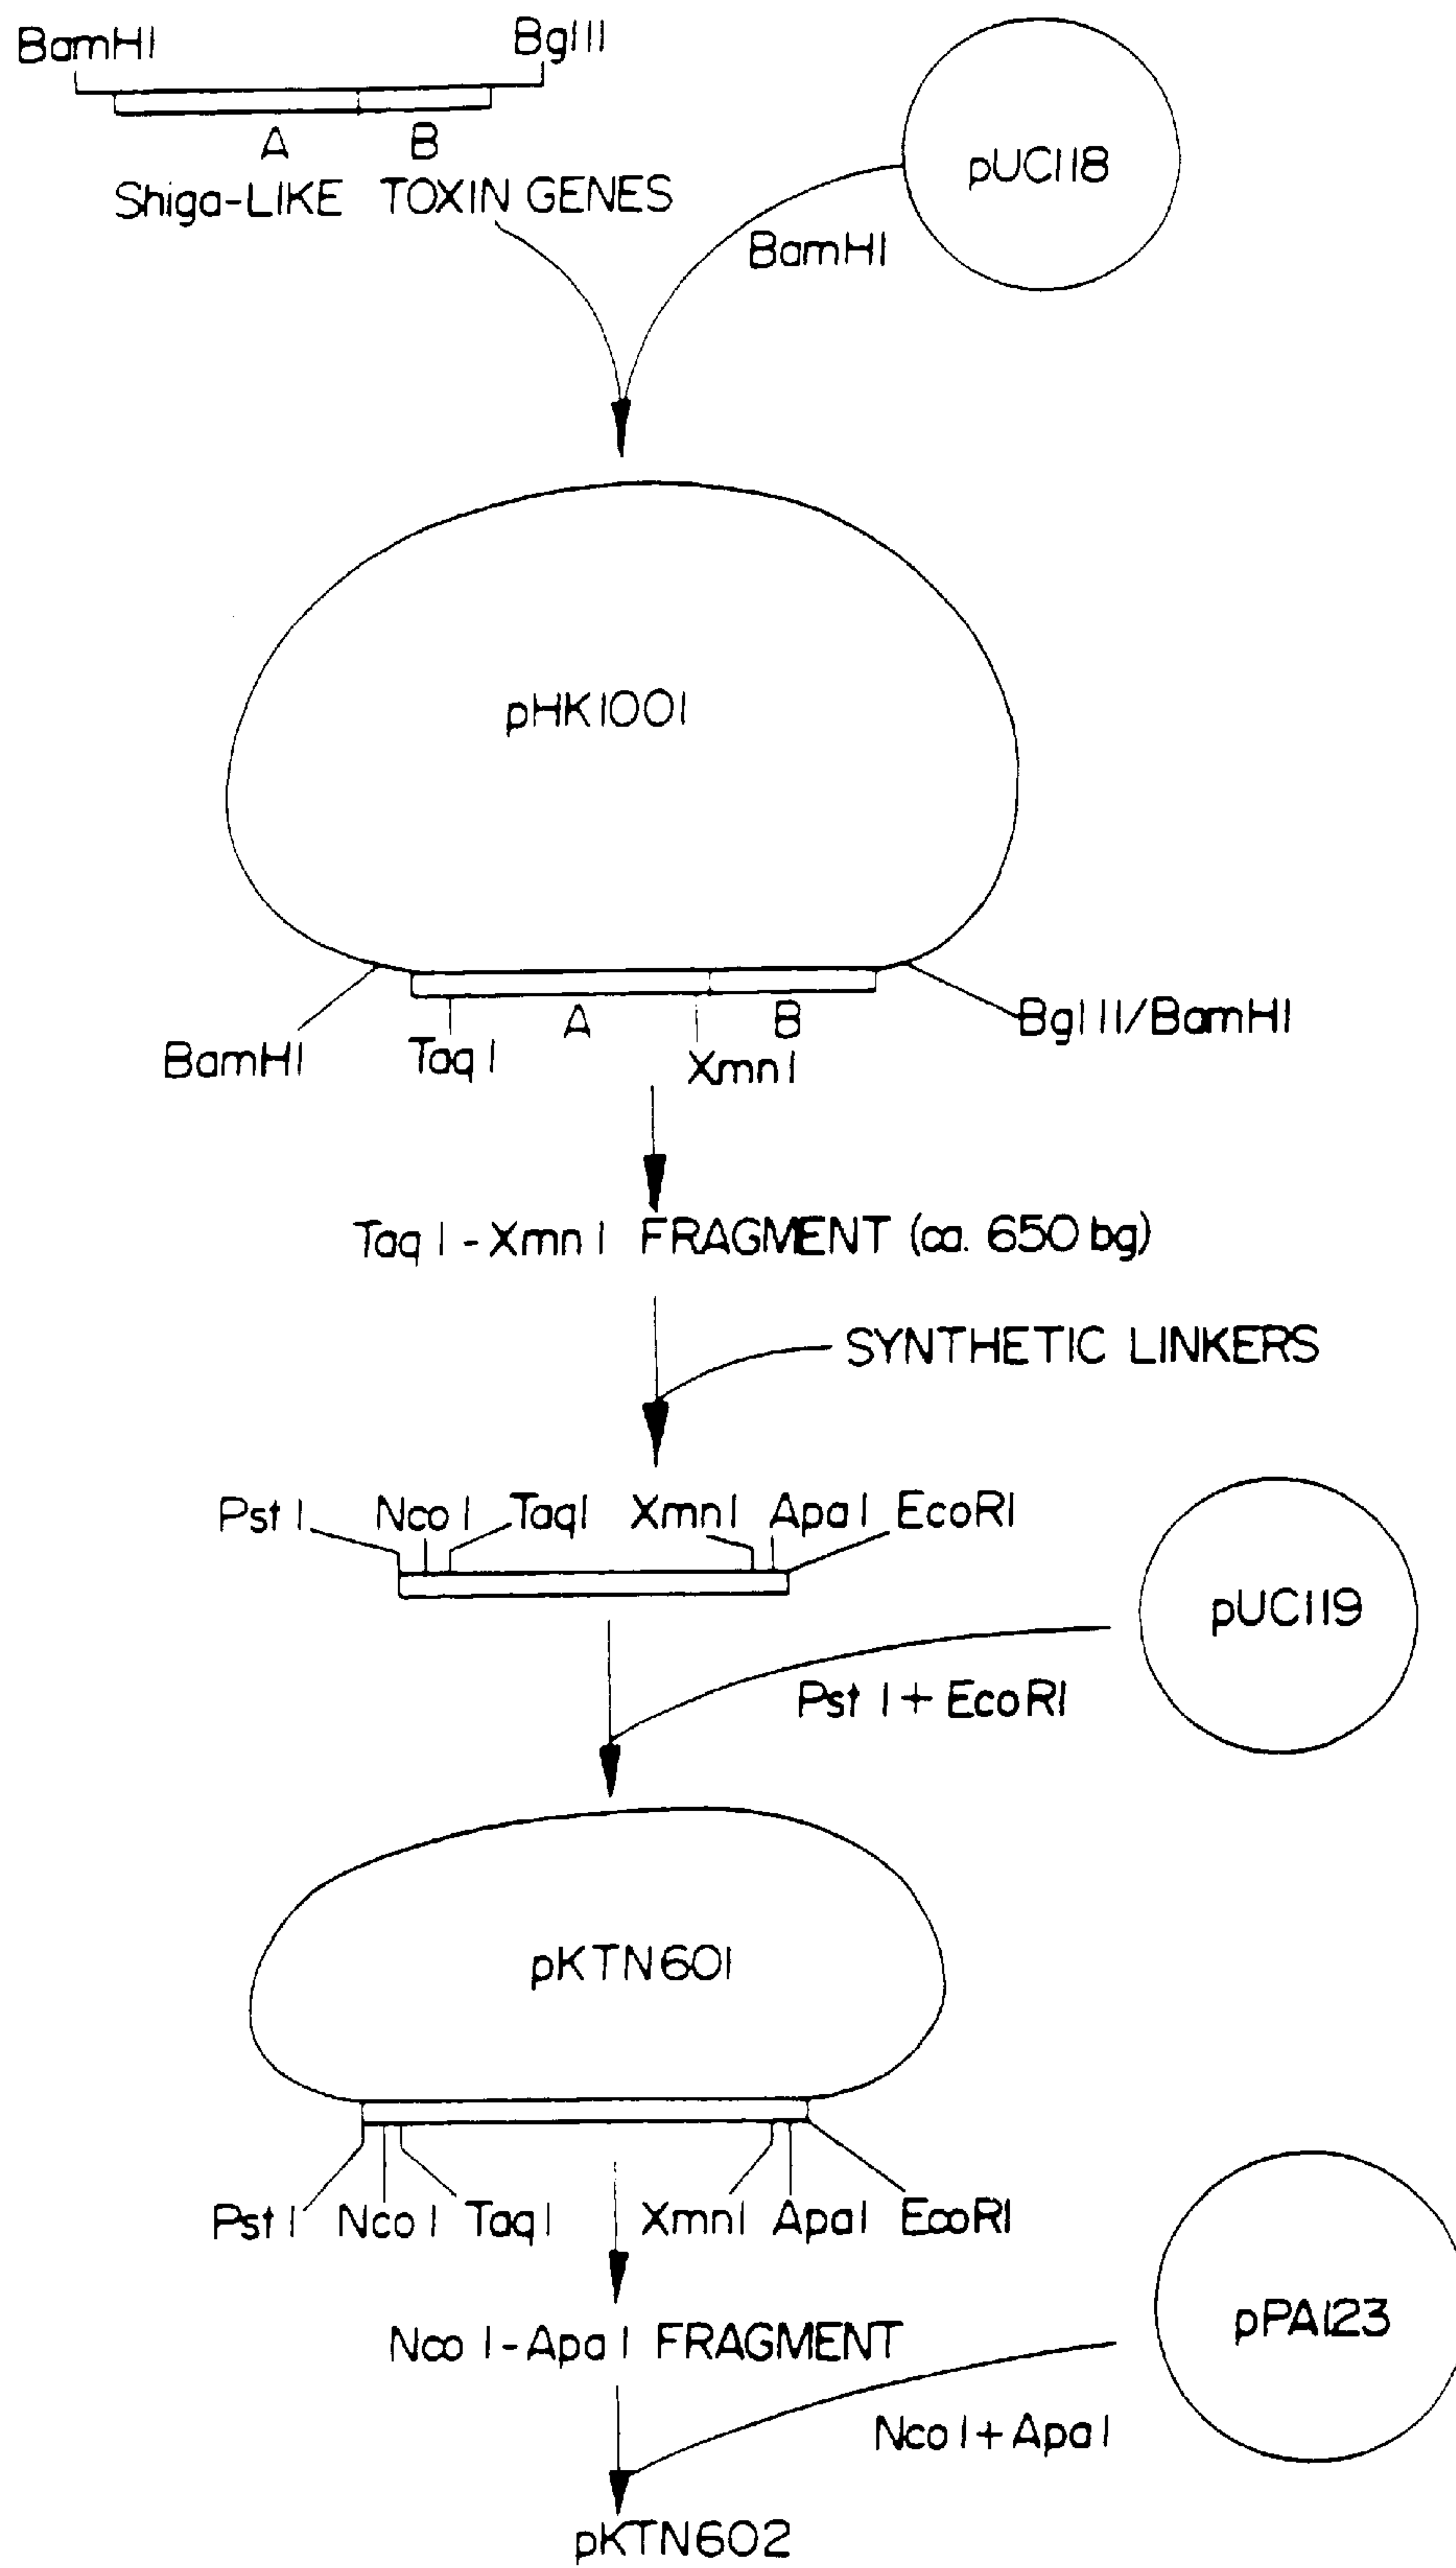 BamHI BglII
A B
Shiga-LIKE TOXIN GENES
pUC118
BamHI
pHK1001
BamHI TaqI A XmnI B BglII/BamHI
TaqI-XmnI FRAGMENT (ca. 650 bg)
SYNTHETIC LINKERS
PstI NcoI TaqI XmnI ApaI EcoRI
pUC119
PstI+EcoRI
pKTN601
PstI NcoI TaqI XmnI ApaI EcoRI
pPA123
NcoI-ApaI FRAGMENT
NcoI+ApaI
pKTN602